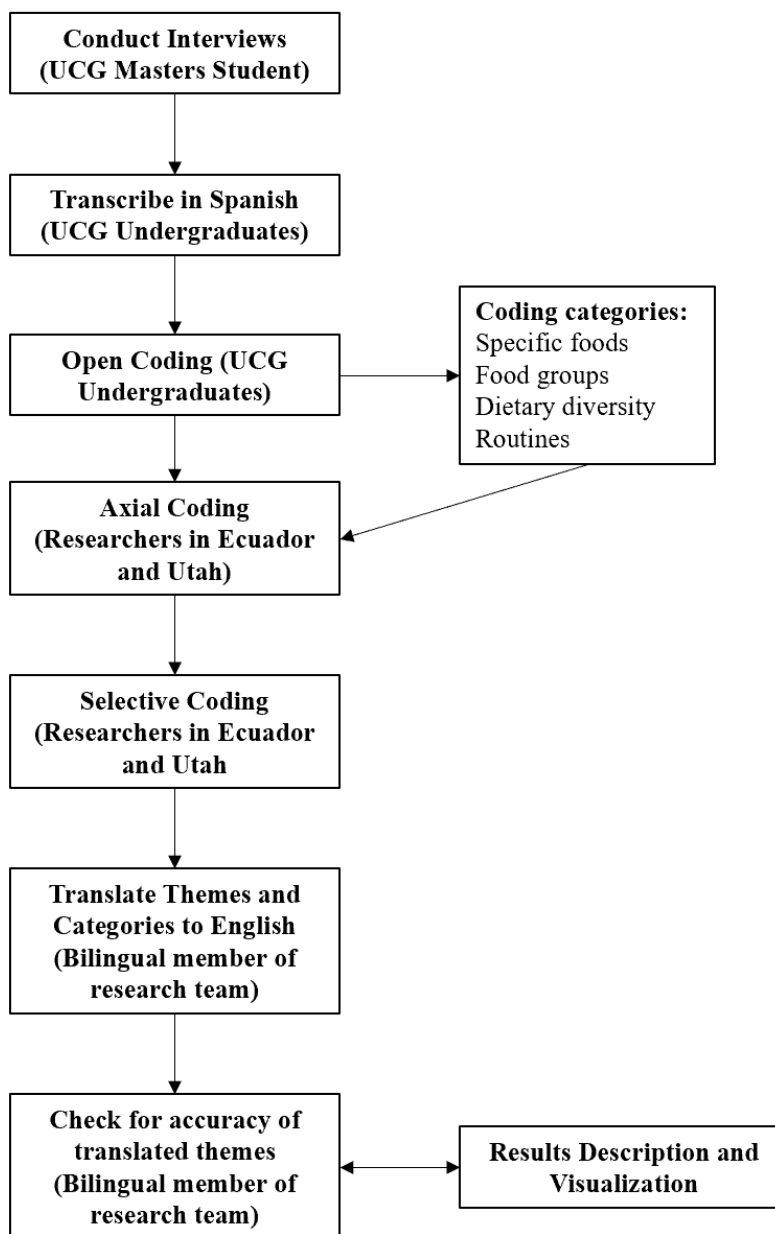 Conduct Interviews
(UCG Masters Student)
Transcribe in Spanish
(UCG Undergraduates)
Open Coding (UCG
Undergraduates)
Coding categories:
Specific foods
Food groups
Dietary diversity
Routines
Axial Coding
(Researchers in Ecuador
and Utah)
Selective Coding
(Researchers in Ecuador
and Utah
Translate Themes and
Categories to English
(Bilingual member of
research team)
Check for accuracy of
translated themes
(Bilingual member of
research team)
Results Description and
Visualization